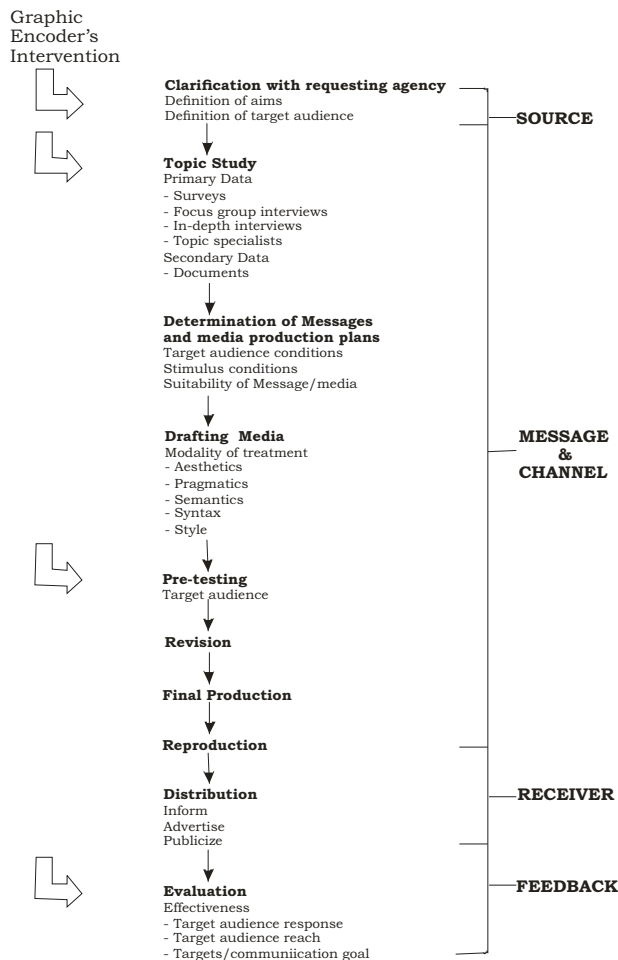 Graphic
Encoder's
Intervention
Clarification with requesting agency
Definition of aims
Definition of target audience
SOURCE
Topic Study
Primary Data
- Surveys
- Focus group interviews
- In-depth interviews
- Topic specialists
Secondary Data
- Documents
Determination of Messages
and media production plans
Target audience conditions
Stimulus conditions
Suitability of Message/media
Drafting Media
Modality of treatment
- Aesthetics
- Pragmatics
- Semantics
- Syntax
- Style
MESSAGE
&
CHANNEL
Pre-testing
Target audience
Revision
Final Production
Reproduction
Distribution
Inform
Advertise
Publicize
RECEIVER
Evaluation
Effectiveness
- Target audience response
- Target audience reach
- Targets/communiication goal
FEEDBACK